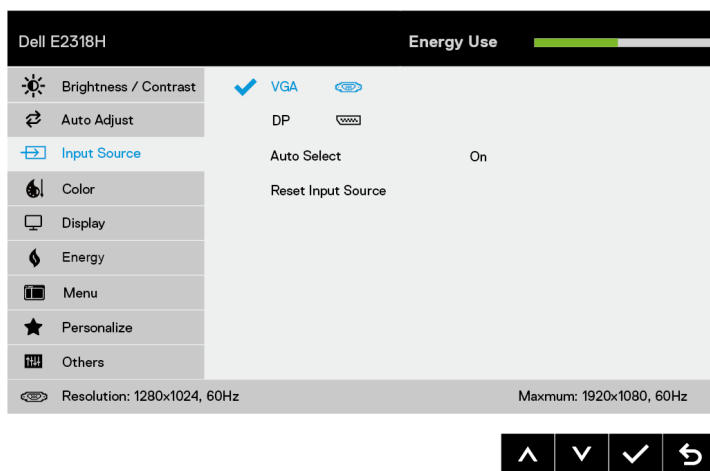 Dell E2318H Energy Use
Brightness / Contrast VGA
Auto Adjust DP
Input Source Auto Select On
Color Reset Input Source
Display
Energy
Menu
Personalize
Others
Resolution: 1280x1024, 60Hz Maxmum: 1920x1080, 60Hz